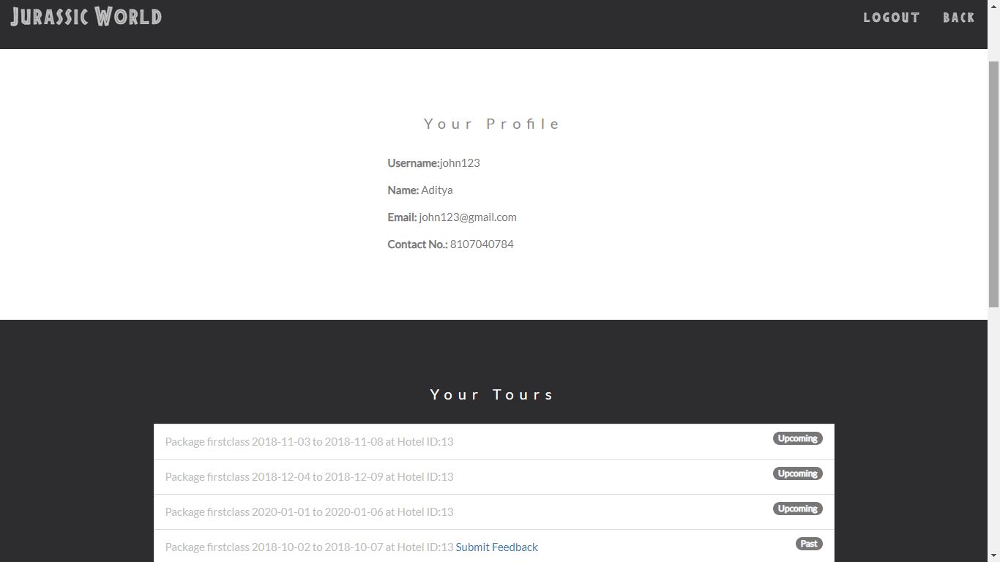 Jurassic World
LOGOUT BACK
Your Profile
Username:john123
Name: Aditya
Email: john123@gmail.com
Contact No.: 8107040784
Your Tours
Package firstclass 2018-11-03 to 2018-11-08 at Hotel ID:13 Upcoming
Package firstclass 2018-12-04 to 2018-12-09 at Hotel ID:13 Upcoming
Package firstclass 2020-01-01 to 2020-01-06 at Hotel ID:13 Upcoming
Package firstclass 2018-10-02 to 2018-10-07 at Hotel ID:13 Submit Feedback Past